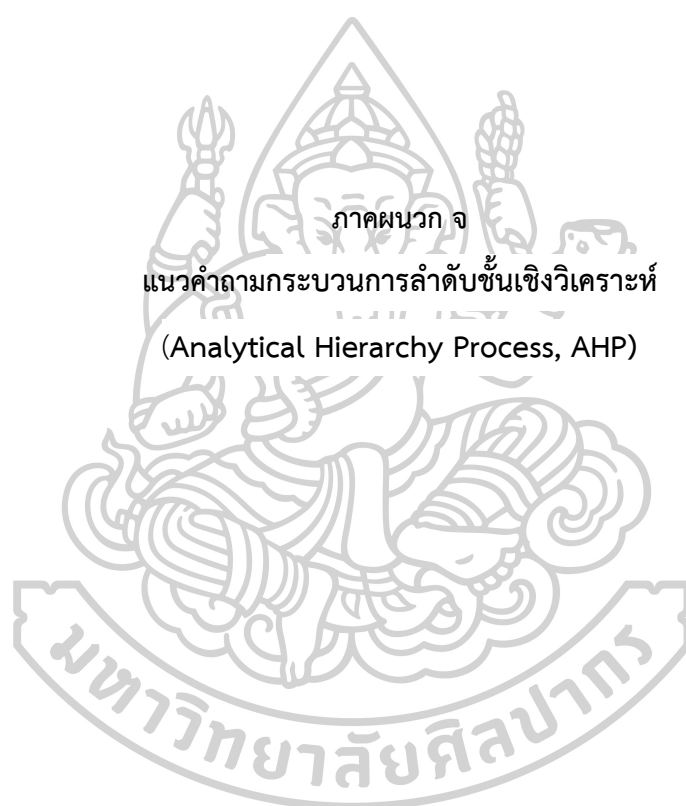 ภาคผนวก จ
แนวคำถามกระบวนการลำดับชั้นเชิงวิเคราะห์
(Analytical Hierarchy Process, AHP)
มหาวิทยาลัยศิลปากร